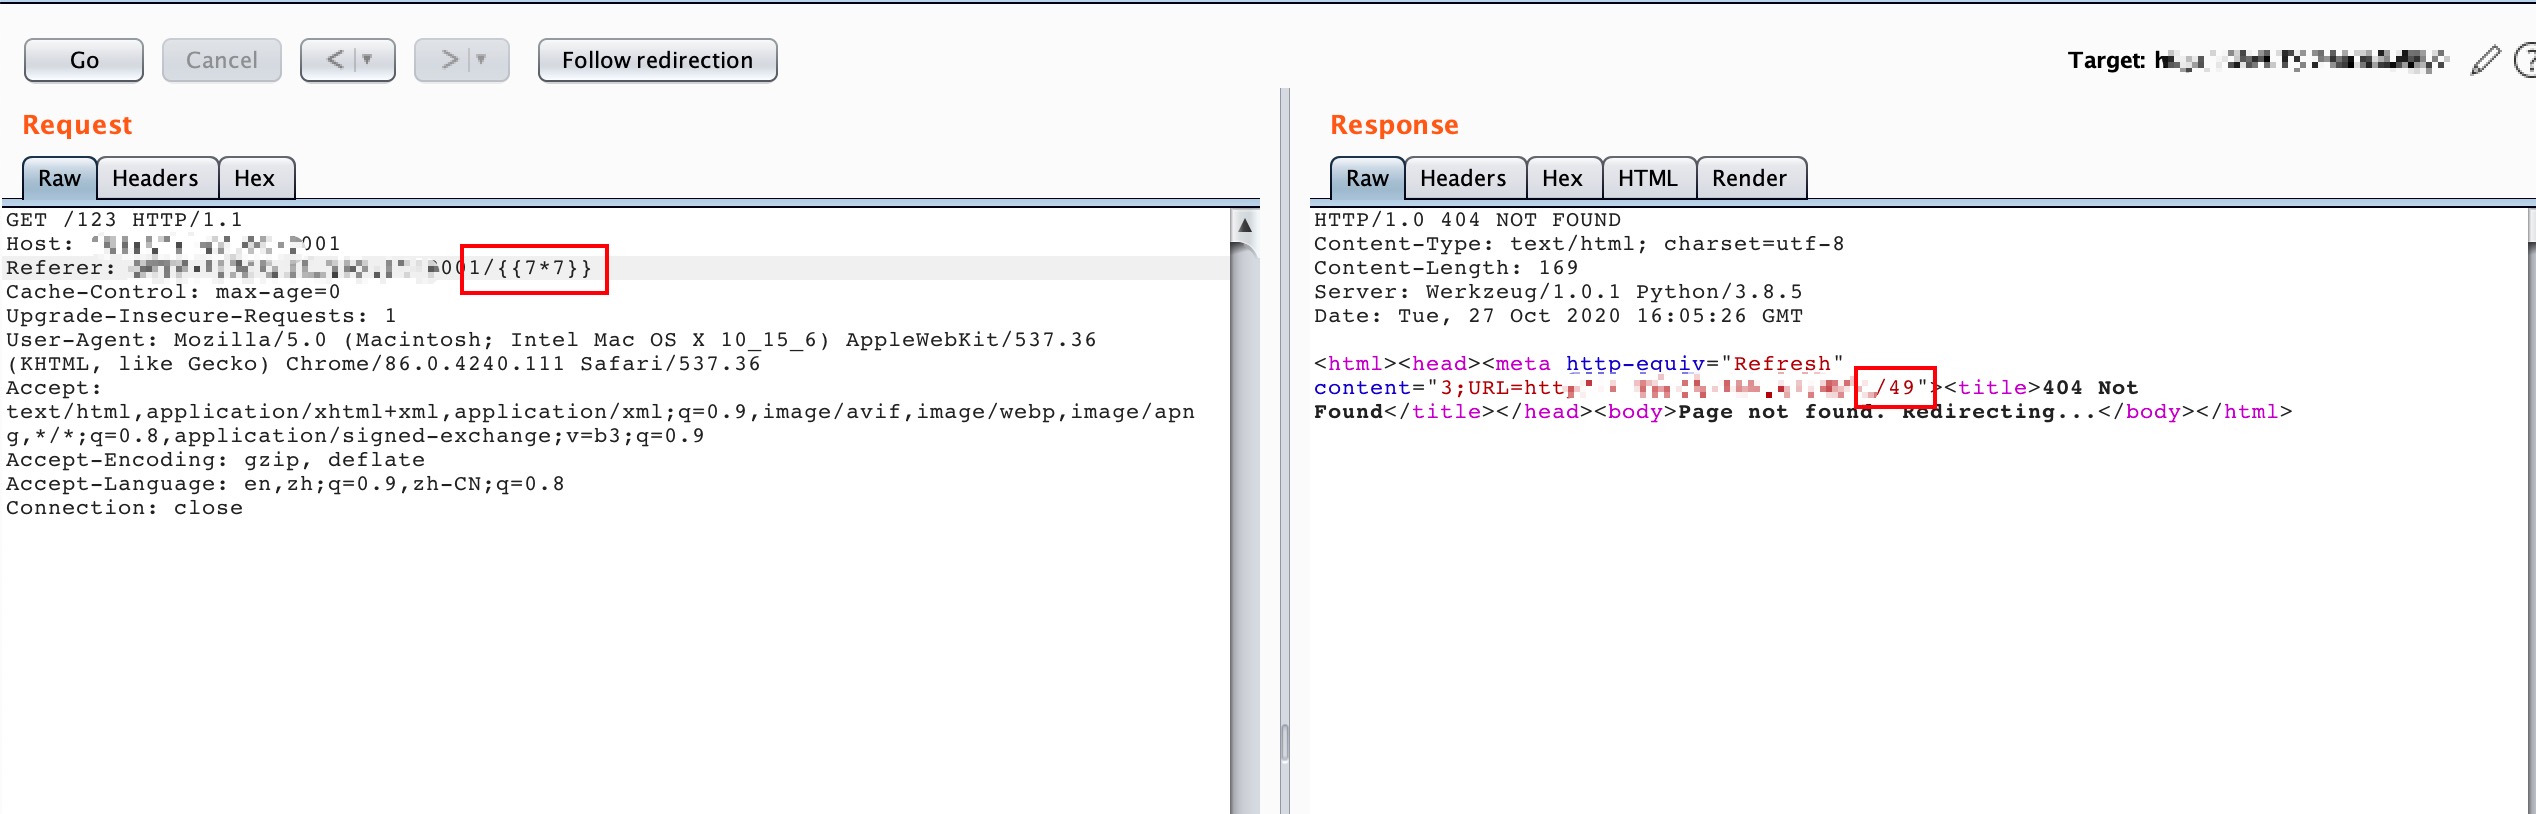 Go
Cancel
<
>
Follow redirection
Target:
Request
Response
Raw Headers Hex
Raw Headers Hex HTML Render
GET /123 HTTP/1.1
Host: 001
Referer: 001/{{7*7}}
Cache-Control: max-age=0
Upgrade-Insecure-Requests: 1
User-Agent: Mozilla/5.0 (Macintosh; Intel Mac OS X 10_15_6) AppleWebKit/537.36
(KHTML, like Gecko) Chrome/86.0.4240.111 Safari/537.36
Accept:
text/html,application/xhtml+xml,application/xml;q=0.9,image/avif,image/webp,image/apn
g,*/*;q=0.8,application/signed-exchange;v=b3;q=0.9
Accept-Encoding: gzip, deflate
Accept-Language: en,zh;q=0.9,zh-CN;q=0.8
Connection: close
HTTP/1.0 404 NOT FOUND
Content-Type: text/html; charset=utf-8
Content-Length: 169
Server: Werkzeug/1.0.1 Python/3.8.5
Date: Tue, 27 Oct 2020 16:05:26 GMT
<html><head><meta http-equiv="Refresh"
content="3;URL=http /49"><title>404 Not
Found</title></head><body>Page not found. Redirecting...</body></html>